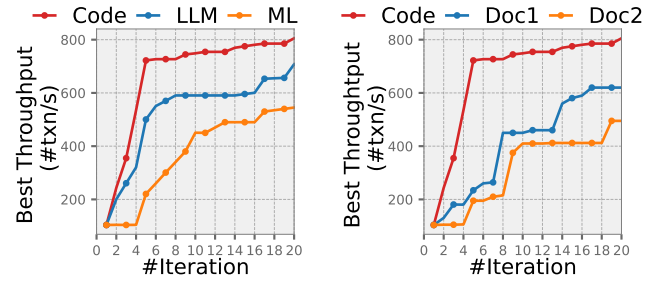 Code LLM ML
Best Throughput
(#txn/s)
800
600
400
200
0 2 4 6 8 10 12 14 16 18 20
#Iteration
Code Doc1 Doc2
Best Throughtput
(#txn/s)
800
600
400
200
0 2 4 6 8 10 12 14 16 18 20
#Iteration